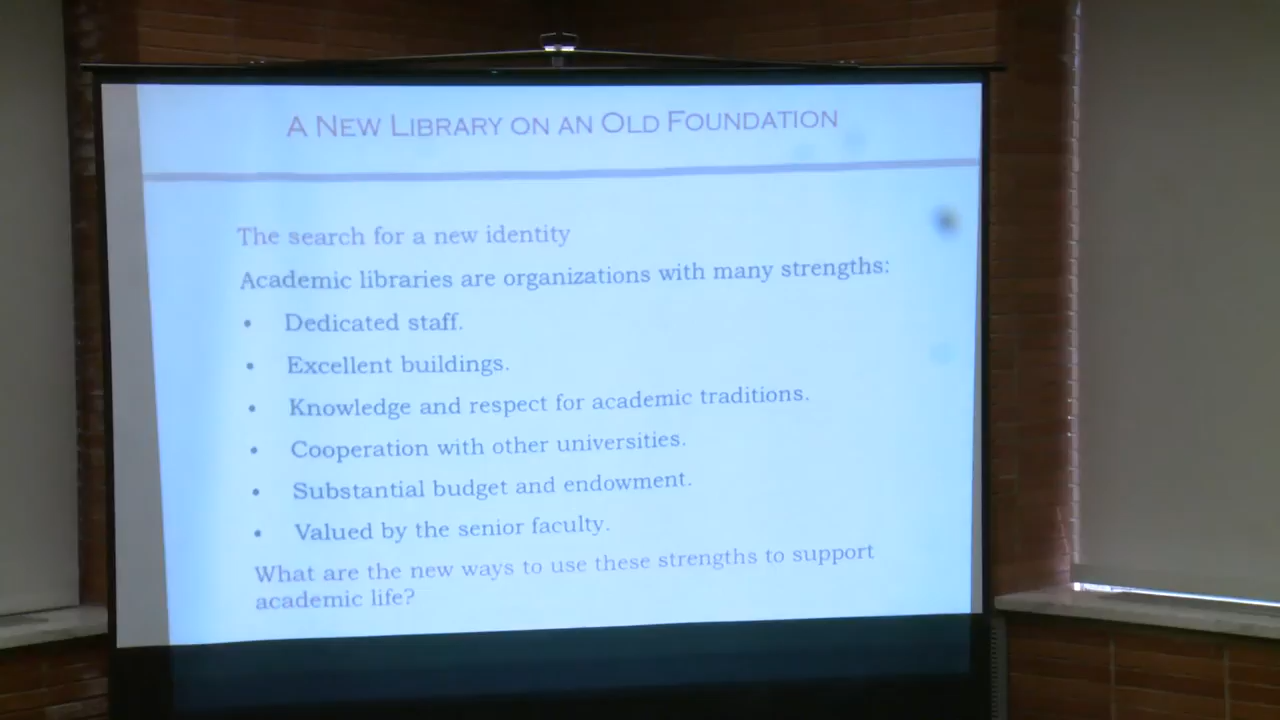 A NEW LIBRARY ON AN OLD FOUNDATION
The search for a new identity
Academic libraries are organizations with many strengths:
• Dedicated staff.
• Excellent buildings.
• Knowledge and respect for academic traditions.
• Cooperation with other universities.
• Substantial budget and endowment.
• Valued by the senior faculty.
What are the new ways to use these strengths to support
academic life?